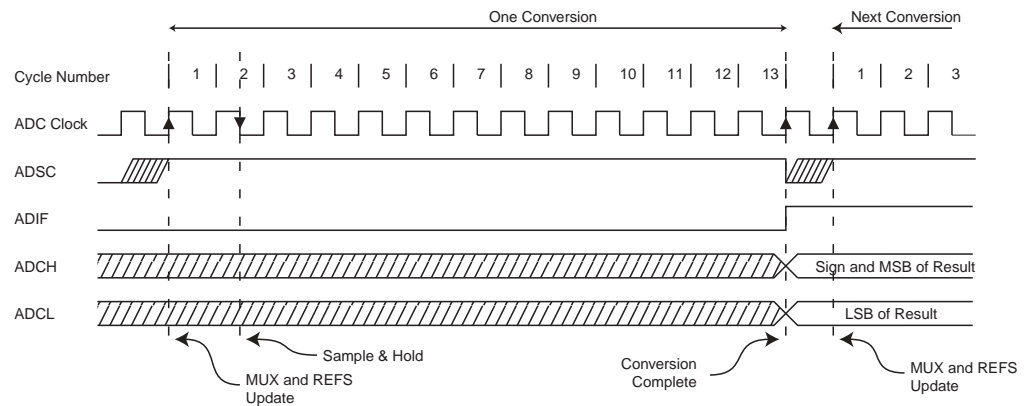 One Conversion Next Conversion
Cycle Number 1 2 3 4 5 6 7 8 9 10 11 12 13 1 2 3
ADC Clock
ADSC
ADIF
ADCH Sign and MSB of Result
ADCL LSB of Result
Sample & Hold
MUX and REFS
Update
Conversion
Complete
MUX and REFS
Update